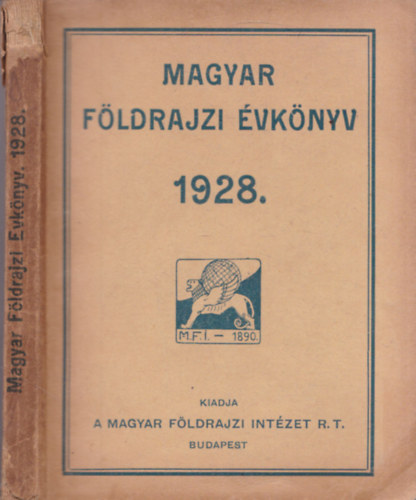 Magyar Földrajzi Évkönyv. 1928.
MAGYAR
FÖLDRAJZI ÉVKÖNYV
1928.
M.F.I. – 1890.
KIADJA
A MAGYAR FÖLDRAJZI INTÉZET R. T.
BUDAPEST